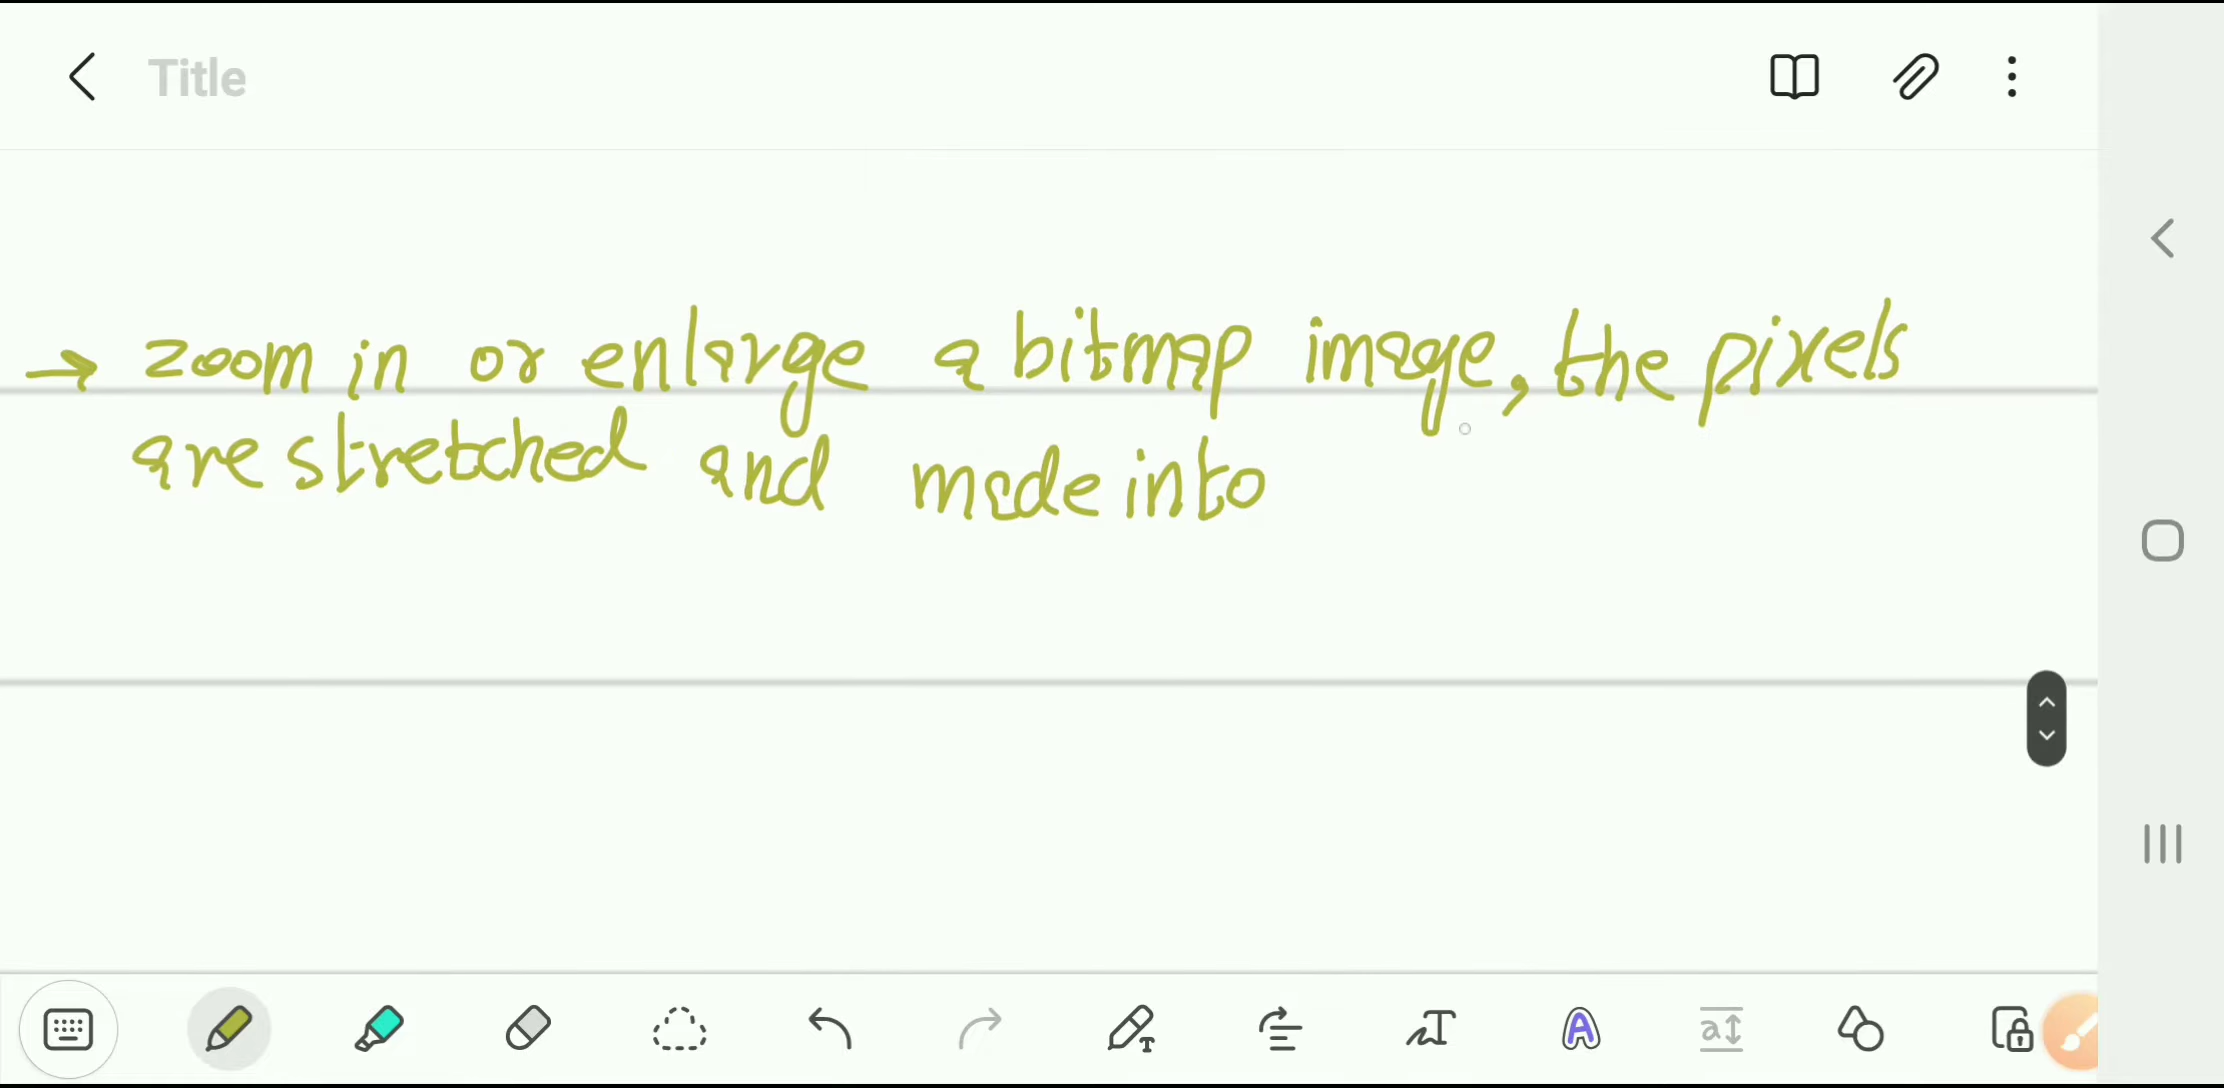 Title
→ zoom in or enlarge a bitmap image, the pixels
are stretched and made into